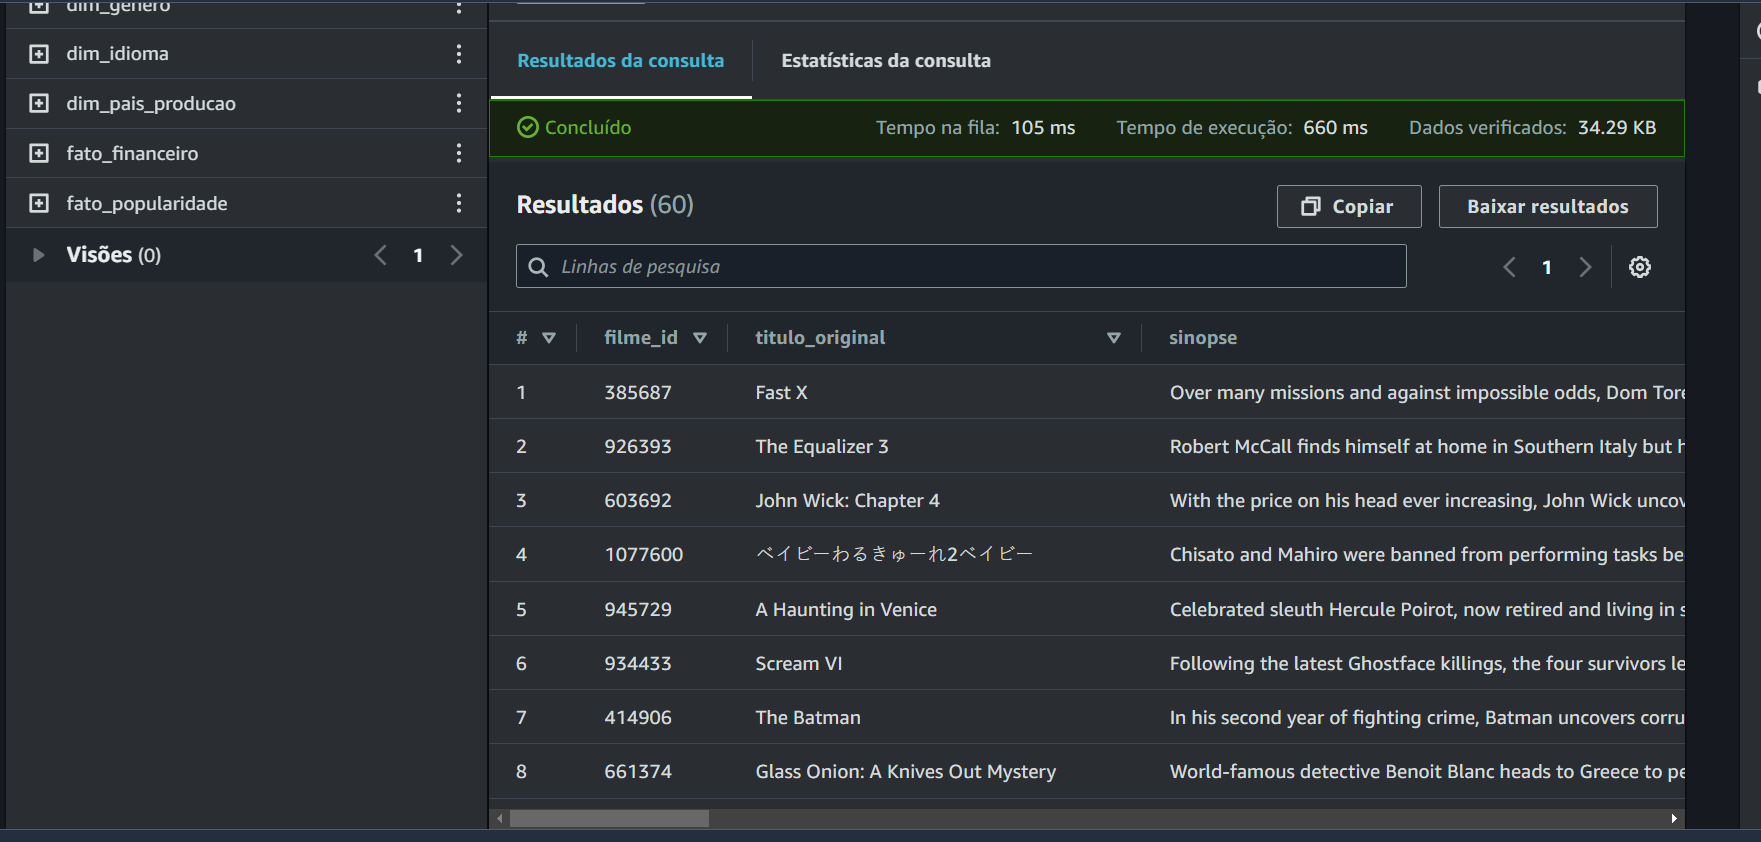 dim_genero
dim_idioma
dim_pais_producao
fato_financeiro
fato_popularidade
Visões (0) 1
Resultados da consulta Estatísticas da consulta
Concluído Tempo na fila: 105 ms Tempo de execução: 660 ms Dados verificados: 34.29 KB
Resultados (60) Copiar Baixar resultados
Linhas de pesquisa 1
# filme_id titulo_original sinopse
1 385687 Fast X Over many missions and against impossible odds, Dom Tore
2 926393 The Equalizer 3 Robert McCall finds himself at home in Southern Italy but h
3 603692 John Wick: Chapter 4 With the price on his head ever increasing, John Wick uncov
4 1077600 ベイビーわるきゅーれ2ベイビー Chisato and Mahiro were banned from performing tasks be
5 945729 A Haunting in Venice Celebrated sleuth Hercule Poirot, now retired and living in s
6 934433 Scream VI Following the latest Ghostface killings, the four survivors le
7 414906 The Batman In his second year of fighting crime, Batman uncovers corru
8 661374 Glass Onion: A Knives Out Mystery World-famous detective Benoit Blanc heads to Greece to pe